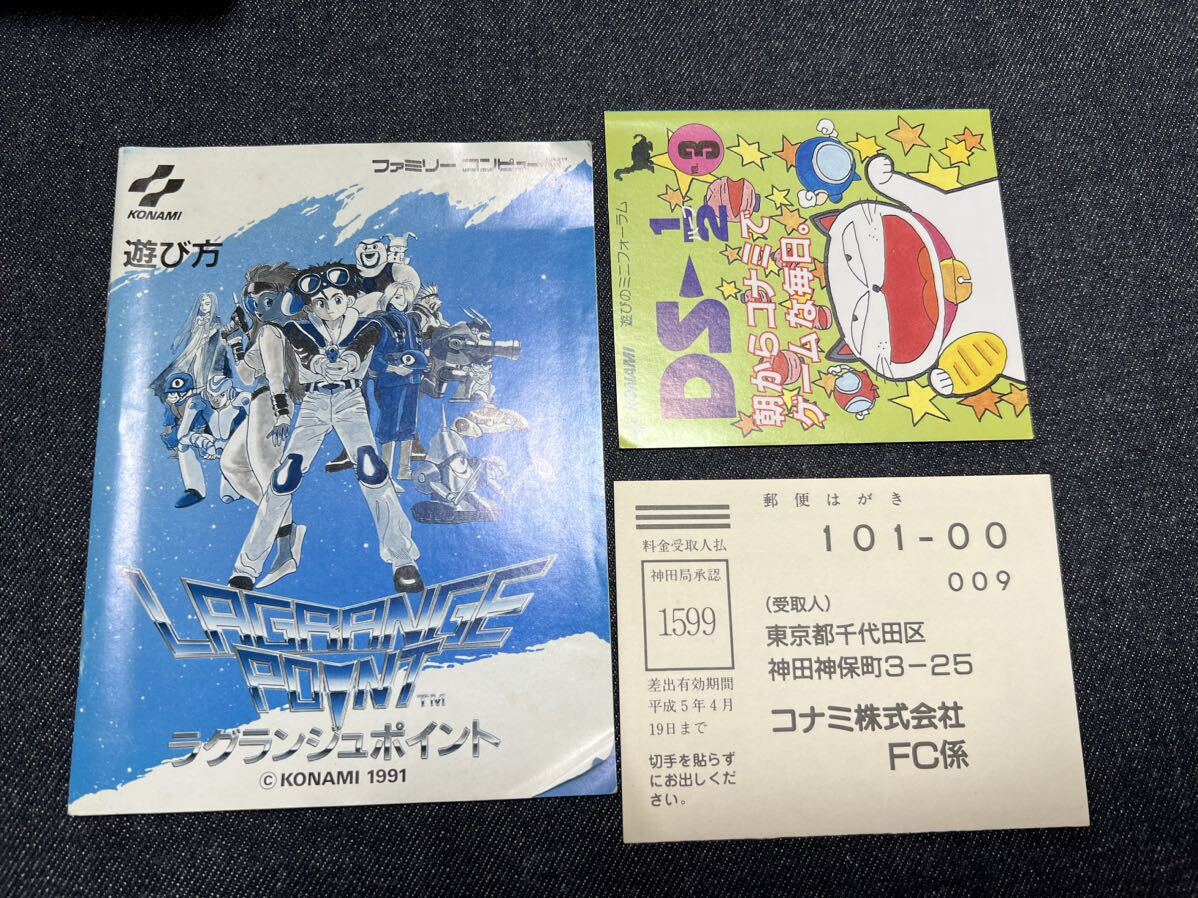 KONAMI
ファミリーコンピュータ
遊び方
LAGRANGE
POINT
TM
ラグランジュポイント
© KONAMI 1991
KONAMI 遊びのミニフォーラム
DS▶1/2
VOL. 3
朝からコナミで
ゲームな毎日。
郵便はがき
101-00
009
料金受取人払
神田局承認
1599
差出有効期間
平成5年4月
19日まで
切手を貼らず
にお出しくだ
さい。
(受取人)
東京都千代田区
神田神保町3-25
コナミ株式会社
FC係